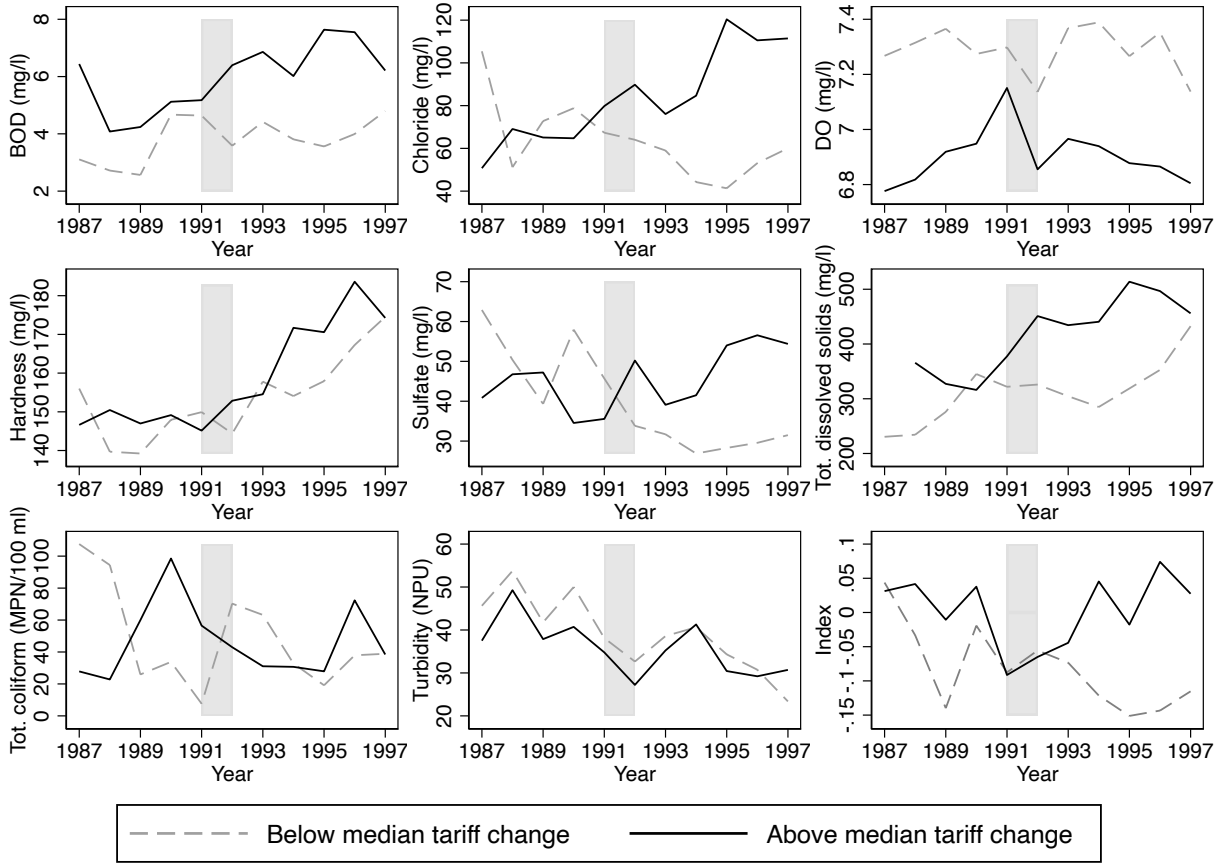 BOD (mg/l)
8
6
4
2
1987 1989 1991 1993 1995 1997
Year
Chloride (mg/l)
120
100
80
60
40
1987 1989 1991 1993 1995 1997
Year
DO (mg/l)
7.4
7.2
7
6.8
1987 1989 1991 1993 1995 1997
Year
Hardness (mg/l)
180
170
160
150
140
1987 1989 1991 1993 1995 1997
Year
Sulfate (mg/l)
70
60
50
40
30
1987 1989 1991 1993 1995 1997
Year
Tot. dissolved solids (mg/l)
500
400
300
200
1987 1989 1991 1993 1995 1997
Year
Tot. coliform (MPN/100 ml)
100
80
60
40
20
0
1987 1989 1991 1993 1995 1997
Year
Turbidity (NPU)
60
50
40
30
20
1987 1989 1991 1993 1995 1997
Year
Index
.1
.05
0
-.05
-.1
-.15
1987 1989 1991 1993 1995 1997
Year
Below median tariff change Above median tariff change